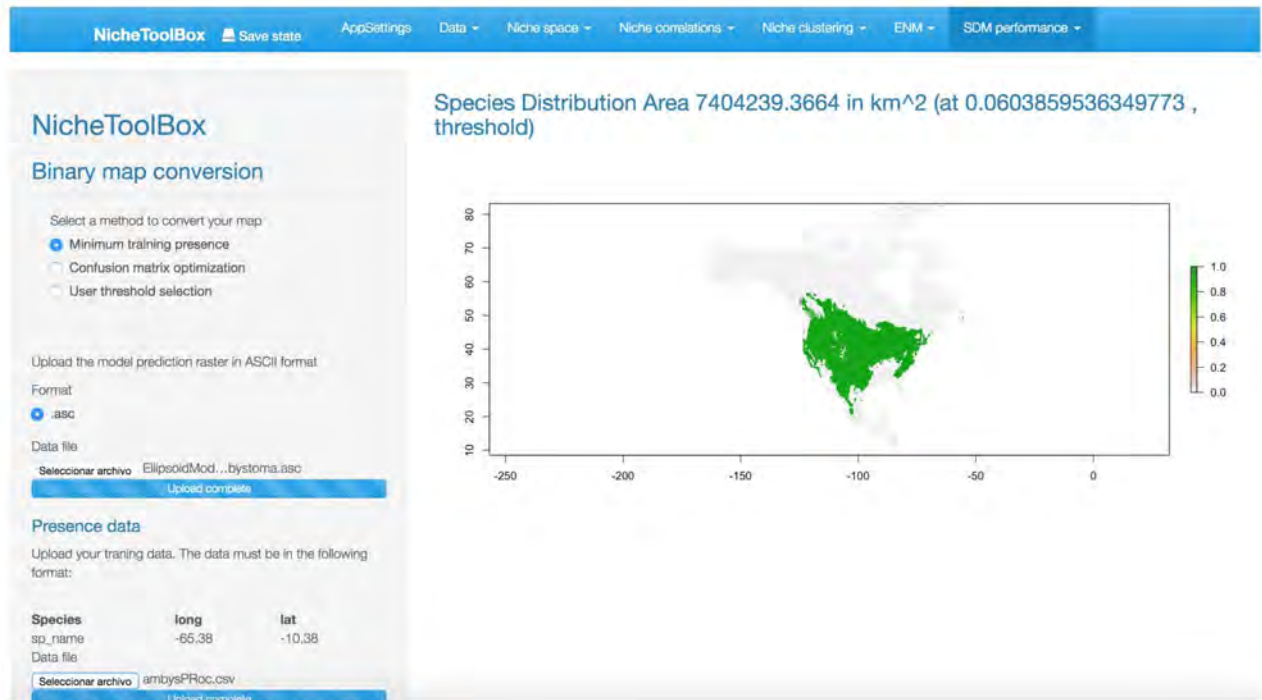 NicheToolBox Save state AppSettings Data Niche space Niche correlations Niche clustering ENM SDM performance
NicheToolBox
Binary map conversion
Select a method to convert your map
Minimum training presence
Confusion matrix optimization
User threshold selection
Upload the model prediction raster in ASCII format
Format
.asc
Data file
Seleccionar archivo EllipsoidMod...bystoma.asc
Upload complete
Presence data
Upload your traning data. The data must be in the following
format:
Species long lat
sp_name -65.38 -10.38
Data file
Seleccionar archivo ambysPRoc.csv
Upload complete
Species Distribution Area 7404239.3664 in km^2 (at 0.0603859536349773 ,
threshold)
80
70
60
50
40
30
20
10
-250 -200 -150 -100 -50 0
1.0
0.8
0.6
0.4
0.2
0.0